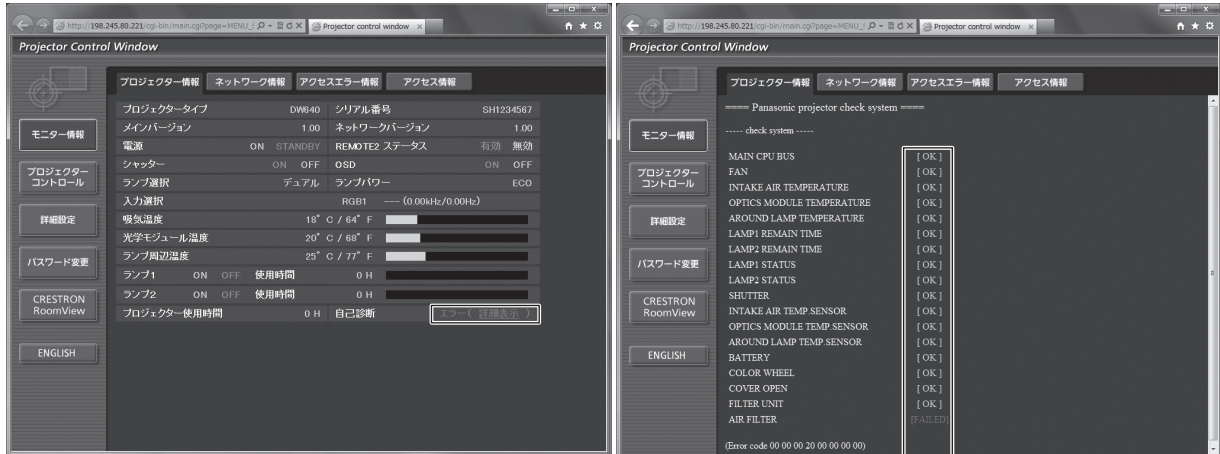 http://198.245.80.221/cgi-bin/main.cgi?page=MENU_S
Projector control window
Projector Control Window
プロジェクター情報 ネットワーク情報 アクセスエラー情報 アクセス情報
モニター情報
プロジェクター
コントロール
詳細設定
パスワード変更
CRESTRON
RoomView
ENGLISH
プロジェクタータイプ DW640 シリアル番号 SH1234567
メインバージョン 1.00 ネットワークバージョン 1.00
電源 ON STANDBY REMOTE2 ステータス 有効 無効
シャッター ON OFF OSD ON OFF
ランプ選択 デュアル ランプパワー ECO
入力選択 RGB1 --- (0.00kHz/0.00Hz)
吸気温度 18° C / 64° F
光学モジュール温度 20° C / 68° F
ランプ周辺温度 25° C / 77° F
ランプ1 ON OFF 使用時間 0 H
ランプ2 ON OFF 使用時間 0 H
プロジェクター使用時間 0 H 自己診断 エラー( 詳細表示 )
http://198.245.80.221/cgi-bin/main.cgi?page=MENU_S
Projector control window
Projector Control Window
プロジェクター情報 ネットワーク情報 アクセスエラー情報 アクセス情報
モニター情報
プロジェクター
コントロール
詳細設定
パスワード変更
CRESTRON
RoomView
ENGLISH
==== Panasonic projector check system ====
----- check system -----
MAIN CPU BUS [ OK ]
FAN [ OK ]
INTAKE AIR TEMPERATURE [ OK ]
OPTICS MODULE TEMPERATURE [ OK ]
AROUND LAMP TEMPERATURE [ OK ]
LAMP1 REMAIN TIME [ OK ]
LAMP2 REMAIN TIME [ OK ]
LAMP1 STATUS [ OK ]
LAMP2 STATUS [ OK ]
SHUTTER [ OK ]
INTAKE AIR TEMP.SENSOR [ OK ]
OPTICS MODULE TEMP.SENSOR [ OK ]
AROUND LAMP TEMP.SENSOR [ OK ]
BATTERY [ OK ]
COLOR WHEEL [ OK ]
COVER OPEN [ OK ]
FILTER UNIT [ OK ]
AIR FILTER [FAILED]
(Error code 00 00 00 20 00 00 00 00)